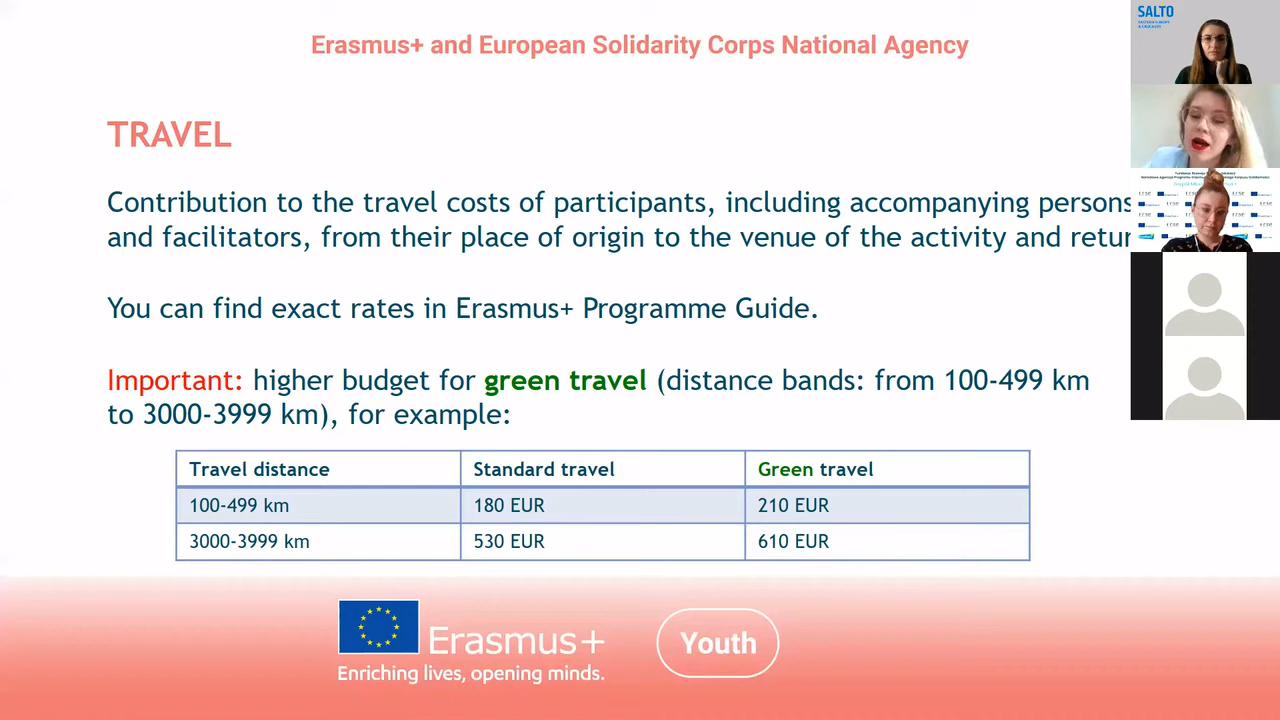 Erasmus+ and European Solidarity Corps National Agency
SALTO
TRAVEL
Contribution to the travel costs of participants, including accompanying persons
and facilitators, from their place of origin to the venue of the activity and retur
You can find exact rates in Erasmus+ Programme Guide.
Important: higher budget for green travel (distance bands: from 100-499 km
to 3000-3999 km), for example:
Travel distance Standard travel Green travel
100-499 km 180 EUR 210 EUR
3000-3999 km 530 EUR 610 EUR
Erasmus+
Enriching lives, opening minds.
Youth